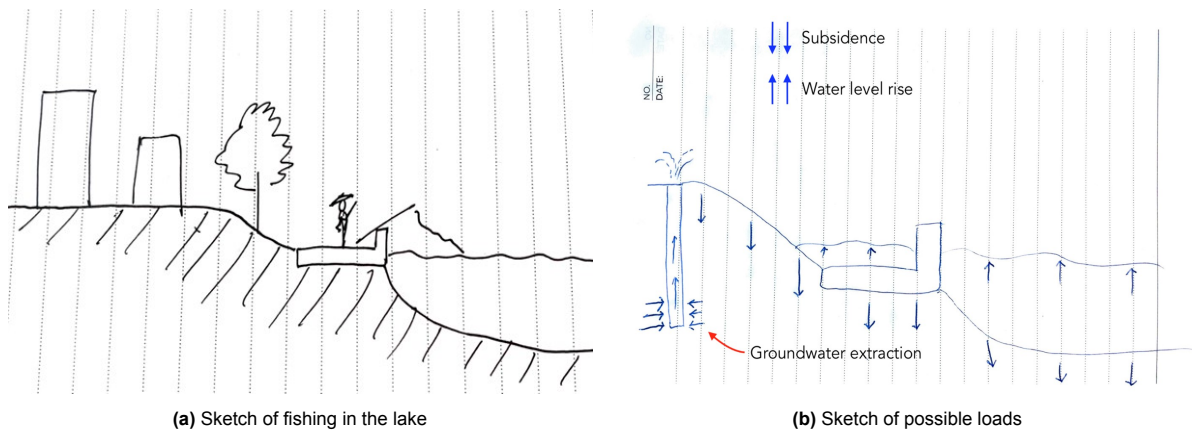 Subsidence
Water level rise
NO.
DATE:
Groundwater extraction
(a) Sketch of fishing in the lake
(b) Sketch of possible loads